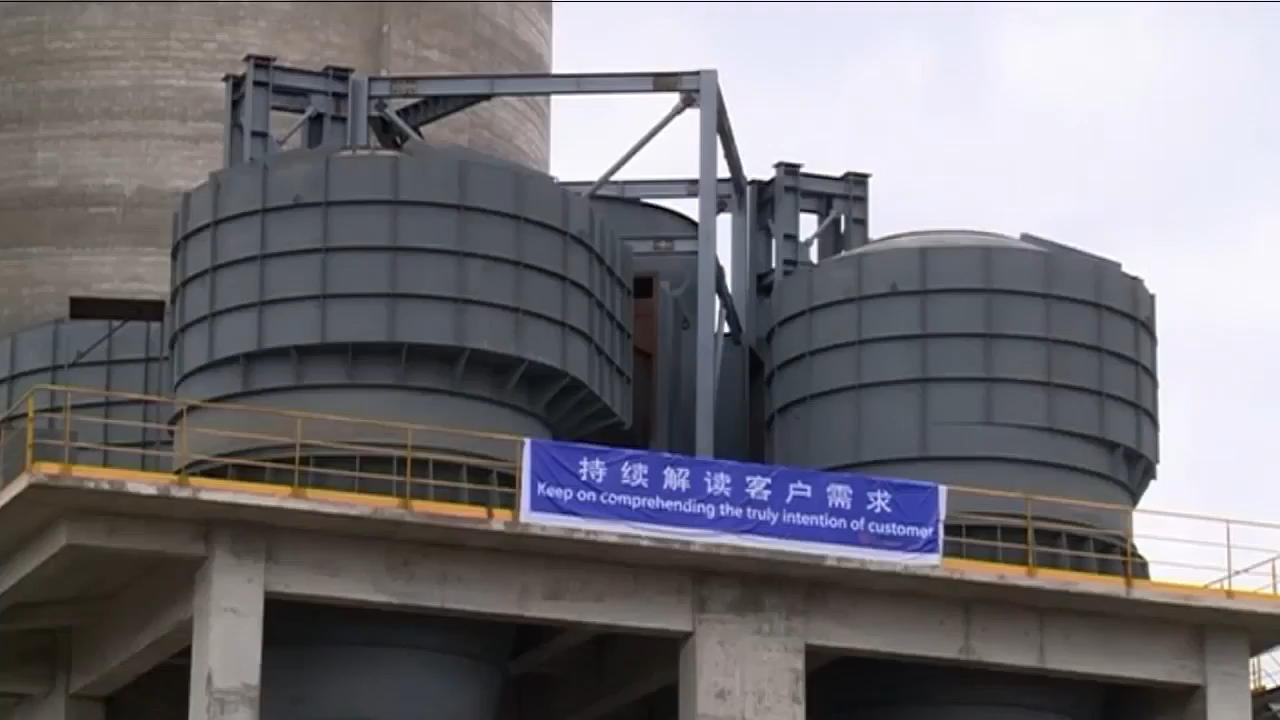 持续解读客户需求
Keep on comprehending the truly intention of customer